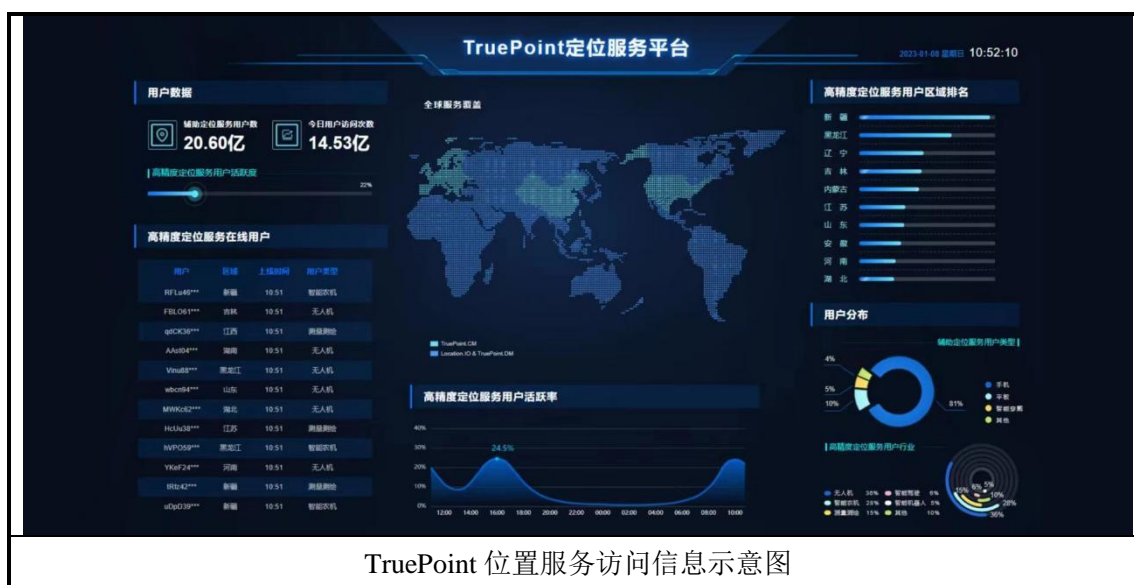 TruePoint定位服务平台
2023-01-08 星期日 10:52:10
用户数据
辅助定位服务用户数
20.60亿
今日用户访问次数
14.53亿
高精度定位服务用户活跃度
22%
高精度定位服务在线用户
用户 区域 上线时间 用户类型
RFLu46*** 新疆 10:51 智能农机
FBLO61*** 吉林 10:51 无人机
qdCK36*** 江西 10:51 测量测绘
AAst04*** 湖南 10:51 无人机
Vinu88*** 黑龙江 10:51 无人机
wbcn94*** 山东 10:51 无人机
MWKc62*** 湖北 10:51 无人机
HcUu38*** 江苏 10:51 测量测绘
hVPO59*** 黑龙江 10:51 智能农机
YKeF24*** 河南 10:51 无人机
tRtz42*** 新疆 10:51 测量测绘
uDpD39*** 新疆 10:51 智能农机
全球服务覆盖
TruePoint.CM
Location.IO & TruePoint.DM
高精度定位服务用户活跃率
40%
30%
20%
10%
0%
24.5%
12:00 14:00 16:00 18:00 20:00 22:00 00:00 02:00 04:00 06:00 08:00 10:00
高精度定位服务用户区域排名
新疆
黑龙江
辽宁
吉林
内蒙古
江苏
山东
安徽
河南
湖北
用户分布
辅助定位服务用户类型
4%
5%
10%
81%
手机
平板
智能穿戴
其他
高精度定位服务用户行业
无人机 36% 智能驾驶 6%
智能农机 28% 智能机器人 5%
测量测绘 15% 其他 10%
15% 6% 5%
10%
28%
36%
TruePoint 位置服务访问信息示意图